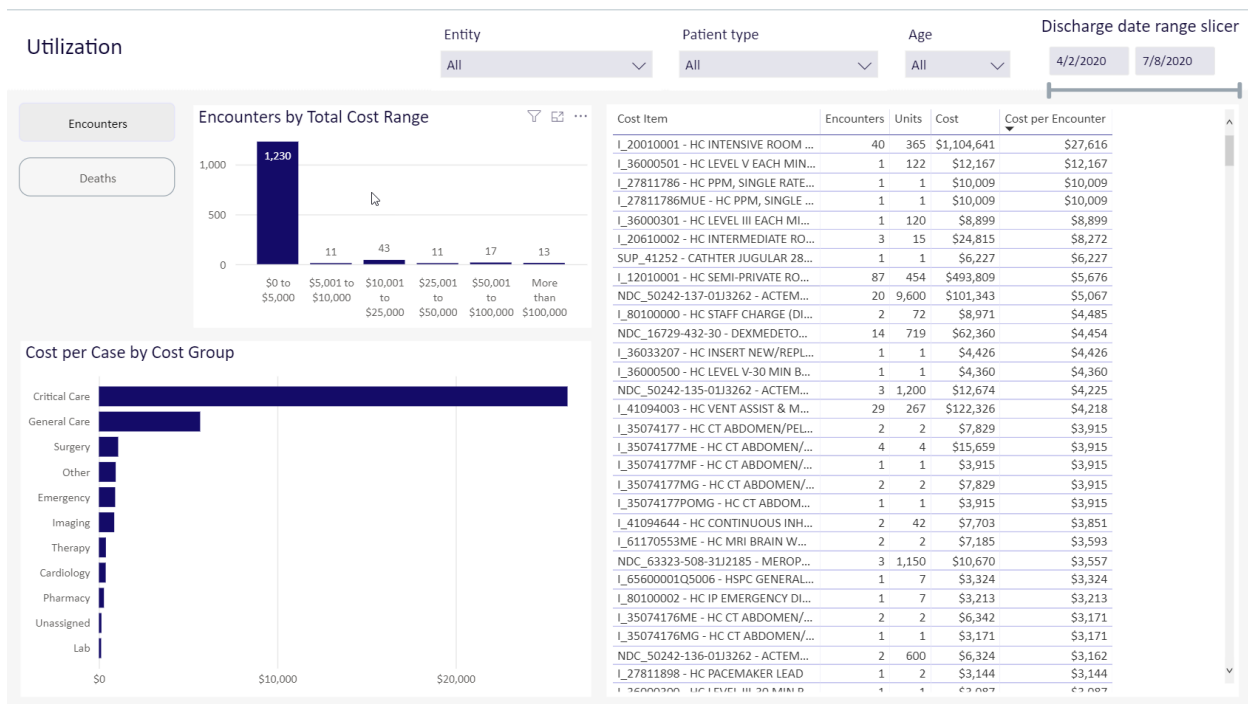 Utilization
Entity
All
Patient type
All
Age
All
Discharge date range slicer
4/2/2020 7/8/2020
Encounters
Deaths
Encounters by Total Cost Range
1,000
500
0
1,230
11
43
11
17
13
$0 to $5,000
$5,001 to $10,000
$10,001 to $25,000
$25,001 to $50,000
$50,001 to $100,000
More than $100,000
Cost per Case by Cost Group
Critical Care
General Care
Surgery
Other
Emergency
Imaging
Therapy
Cardiology
Pharmacy
Unassigned
Lab
$0 $10,000 $20,000
Cost Item Encounters Units Cost Cost per Encounter
I_20010001 - HC INTENSIVE ROOM ... 40 365 $1,104,641 $27,616
I_36000501 - HC LEVEL V EACH MIN... 1 122 $12,167 $12,167
I_27811786 - HC PPM, SINGLE RATE... 1 1 $10,009 $10,009
I_27811786MUE - HC PPM, SINGLE ... 1 1 $10,009 $10,009
I_36000301 - HC LEVEL III EACH MI... 1 120 $8,899 $8,899
I_20610002 - HC INTERMEDIATE RO... 3 15 $24,815 $8,272
SUP_41252 - CATHTER JUGULAR 28... 1 1 $6,227 $6,227
I_12010001 - HC SEMI-PRIVATE RO... 87 454 $493,809 $5,676
NDC_50242-137-01J3262 - ACTEM... 20 9,600 $101,343 $5,067
I_80100000 - HC STAFF CHARGE (DI... 2 72 $8,971 $4,485
NDC_16729-432-30 - DEXMEDETO... 14 719 $62,360 $4,454
I_36033207 - HC INSERT NEW/REPL... 1 1 $4,426 $4,426
I_36000500 - HC LEVEL V-30 MIN B... 1 1 $4,360 $4,360
NDC_50242-135-01J3262 - ACTEM... 3 1,200 $12,674 $4,225
I_41094003 - HC VENT ASSIST & M... 29 267 $122,326 $4,218
I_35074177 - HC CT ABDOMEN/PEL... 2 2 $7,829 $3,915
I_35074177ME - HC CT ABDOMEN/... 4 4 $15,659 $3,915
I_35074177MF - HC CT ABDOMEN/... 1 1 $3,915 $3,915
I_35074177MG - HC CT ABDOMEN/... 2 2 $7,829 $3,915
I_35074177POMG - HC CT ABDOM... 1 1 $3,915 $3,915
I_41094644 - HC CONTINUOUS INH... 2 42 $7,703 $3,851
I_61170553ME - HC MRI BRAIN W... 2 2 $7,185 $3,593
NDC_63323-508-31J2185 - MEROP... 3 1,150 $10,670 $3,557
I_65600001Q5006 - HSPC GENERAL... 1 7 $3,324 $3,324
I_80100002 - HC IP EMERGENCY DI... 1 7 $3,213 $3,213
I_35074176ME - HC CT ABDOMEN/... 2 2 $6,342 $3,171
I_35074176MG - HC CT ABDOMEN/... 1 1 $3,171 $3,171
NDC_50242-136-01J3262 - ACTEM... 2 600 $6,324 $3,162
I_27811898 - HC PACEMAKER LEAD 1 2 $3,144 $3,144
I_36000300 - HC LEVEL III-30 MIN B... 1 1 $3,087 $3,087